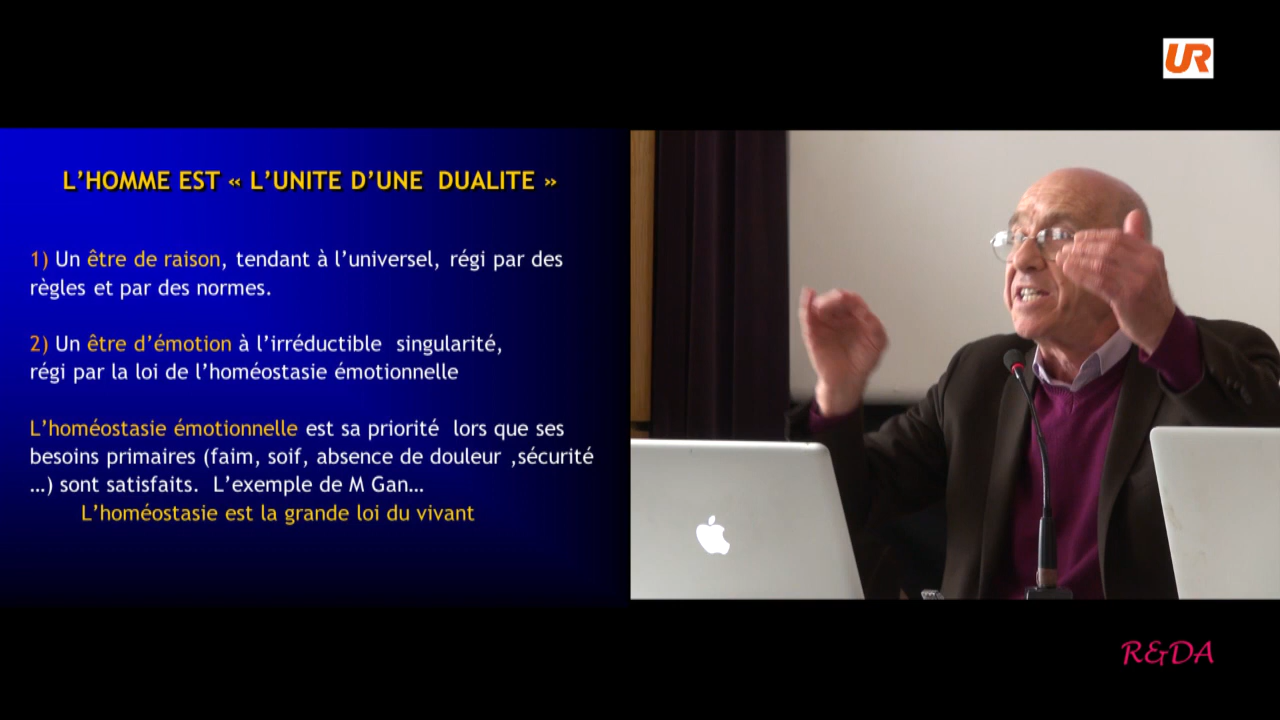 UR
L'HOMME EST « L'UNITE D'UNE DUALITE »
1) Un être de raison, tendant à l'universel, régi par des
règles et par des normes.
2) Un être d'émotion à l'irréductible singularité,
régi par la loi de l'homéostasie émotionnelle
L'homéostasie émotionnelle est sa priorité lors que ses
besoins primaires (faim, soif, absence de douleur ,sécurité
…) sont satisfaits. L'exemple de M Gan…
L'homéostasie est la grande loi du vivant
R&DA